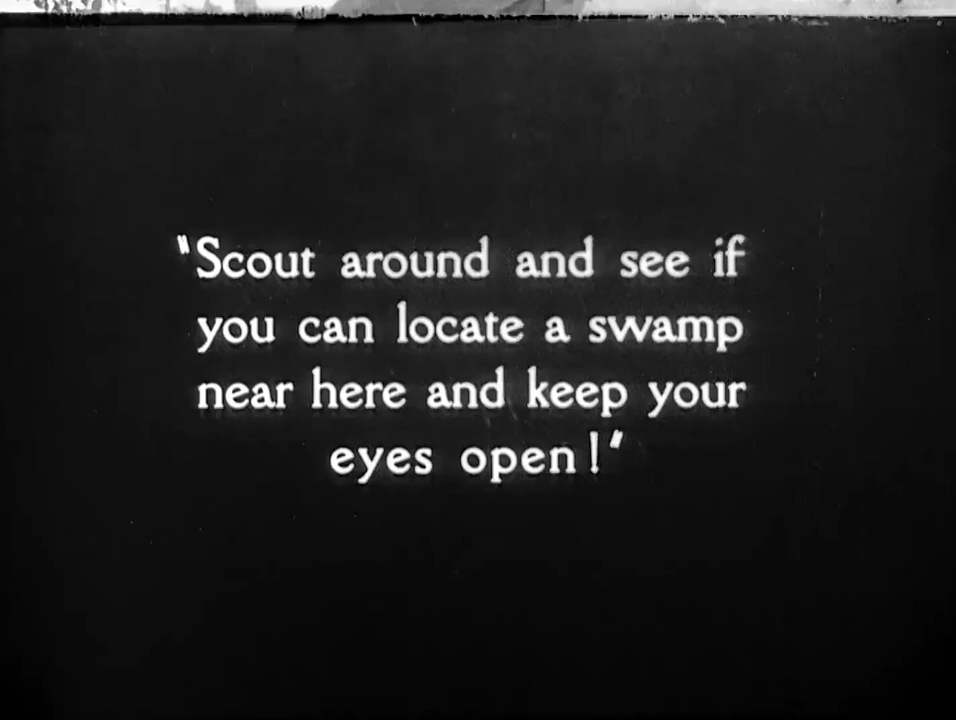 "Scout around and see if
you can locate a swamp
near here and keep your
eyes open!"